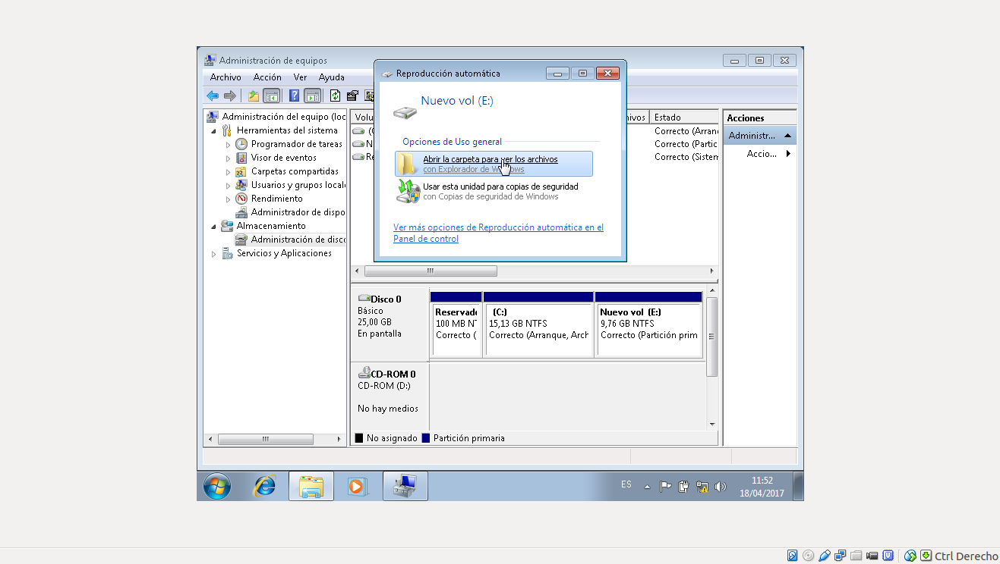 Administración de equipos
Archivo Acción Ver Ayuda
Administración del equipo (loc
Herramientas del sistema
Programador de tareas
Visor de eventos
Carpetas compartidas
Usuarios y grupos locale
Rendimiento
Administrador de dispo
Almacenamiento
Administración de disco
Servicios y Aplicaciones
Volu
ivos Estado
(C
N
Re
Correcto (Arran
Correcto (Partic
Correcto (Sisten
Acciones
Administr...
Accio...
Reproducción automática
Nuevo vol (E:)
Opciones de Uso general
Abrir la carpeta para ver los archivos
con Explorador de Windows
Usar esta unidad para copias de seguridad
con Copias de seguridad de Windows
Ver más opciones de Reproducción automática en el
Panel de control
Disco 0
Básico
25,00 GB
En pantalla
Reservado
100 MB NT
Correcto (
(C:)
15,13 GB NTFS
Correcto (Arranque, Arch
Nuevo vol (E:)
9,76 GB NTFS
Correcto (Partición prim
CD-ROM 0
CD-ROM (D:)
No hay medios
No asignado Partición primaria
ES
11:52
18/04/2017
Ctrl Derecho